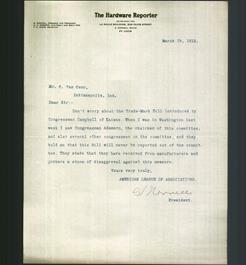 The Hardware Reporter
March 29, 1912.
Mr. F. Van Camp,
Indianapolis, Ind.
Dear Sir:
Don't worry about the Trade-Mark Bill introduced by
Congressman Campbell of Kansas. When I was in Washington last
week I saw Congressman Adamson, the chairman of this committee,
and also several other congressmen on the committee, and they
told me that this Bill will never be reported out of the commit-
tee. They state that they have received from manufacturers and
jobbers a storm of disapproval against this measure.
Yours very truly,
AMERICAN LEAGUE OF ASSOCIATIONS.
President.